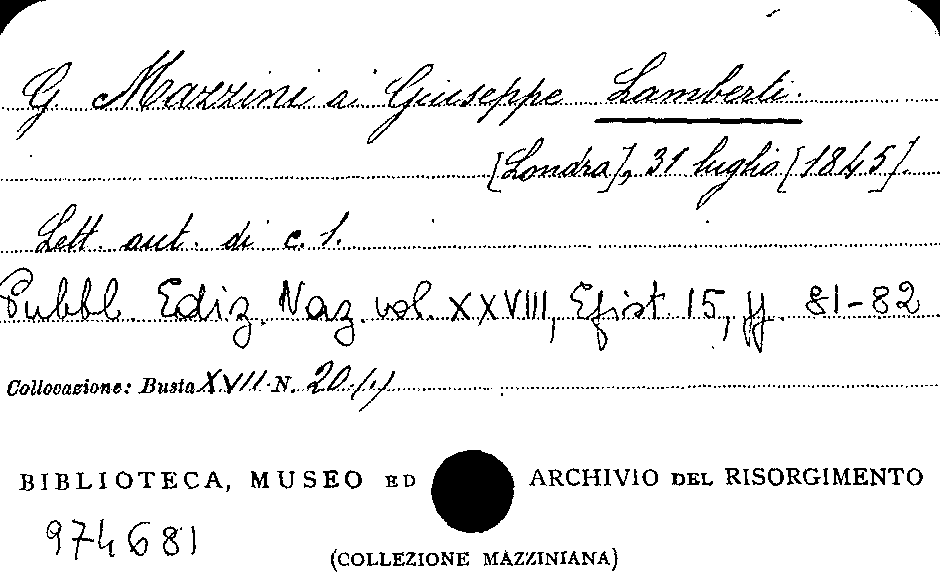 G. Mazzini a Giuseppe Lamberti.
[Londra], 31 luglio [1845].
Lett. aut. di c. 1.
Pubbl. Ediz. Naz. vol. XXVIII, Epist. 15, pp. 81-82
Collocazione: Busta XVII N. 20 (1)
BIBLIOTECA, MUSEO ED ARCHIVIO DEL RISORGIMENTO
974681
(COLLEZIONE MAZZINIANA)